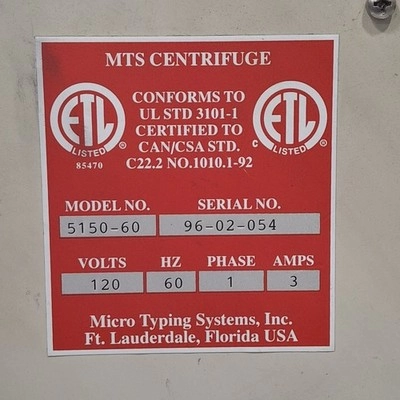 MTS CENTRIFUGE
CONFORMS TO
UL STD 3101-1
CERTIFIED TO
CAN/CSA STD.
C22.2 NO.1010.1-92
ETL
LISTED
®
85470
C
ETL
LISTED
®
MODEL NO. SERIAL NO.
5150-60 96-02-054
VOLTS HZ PHASE AMPS
120 60 1 3
Micro Typing Systems, Inc.
Ft. Lauderdale, Florida USA